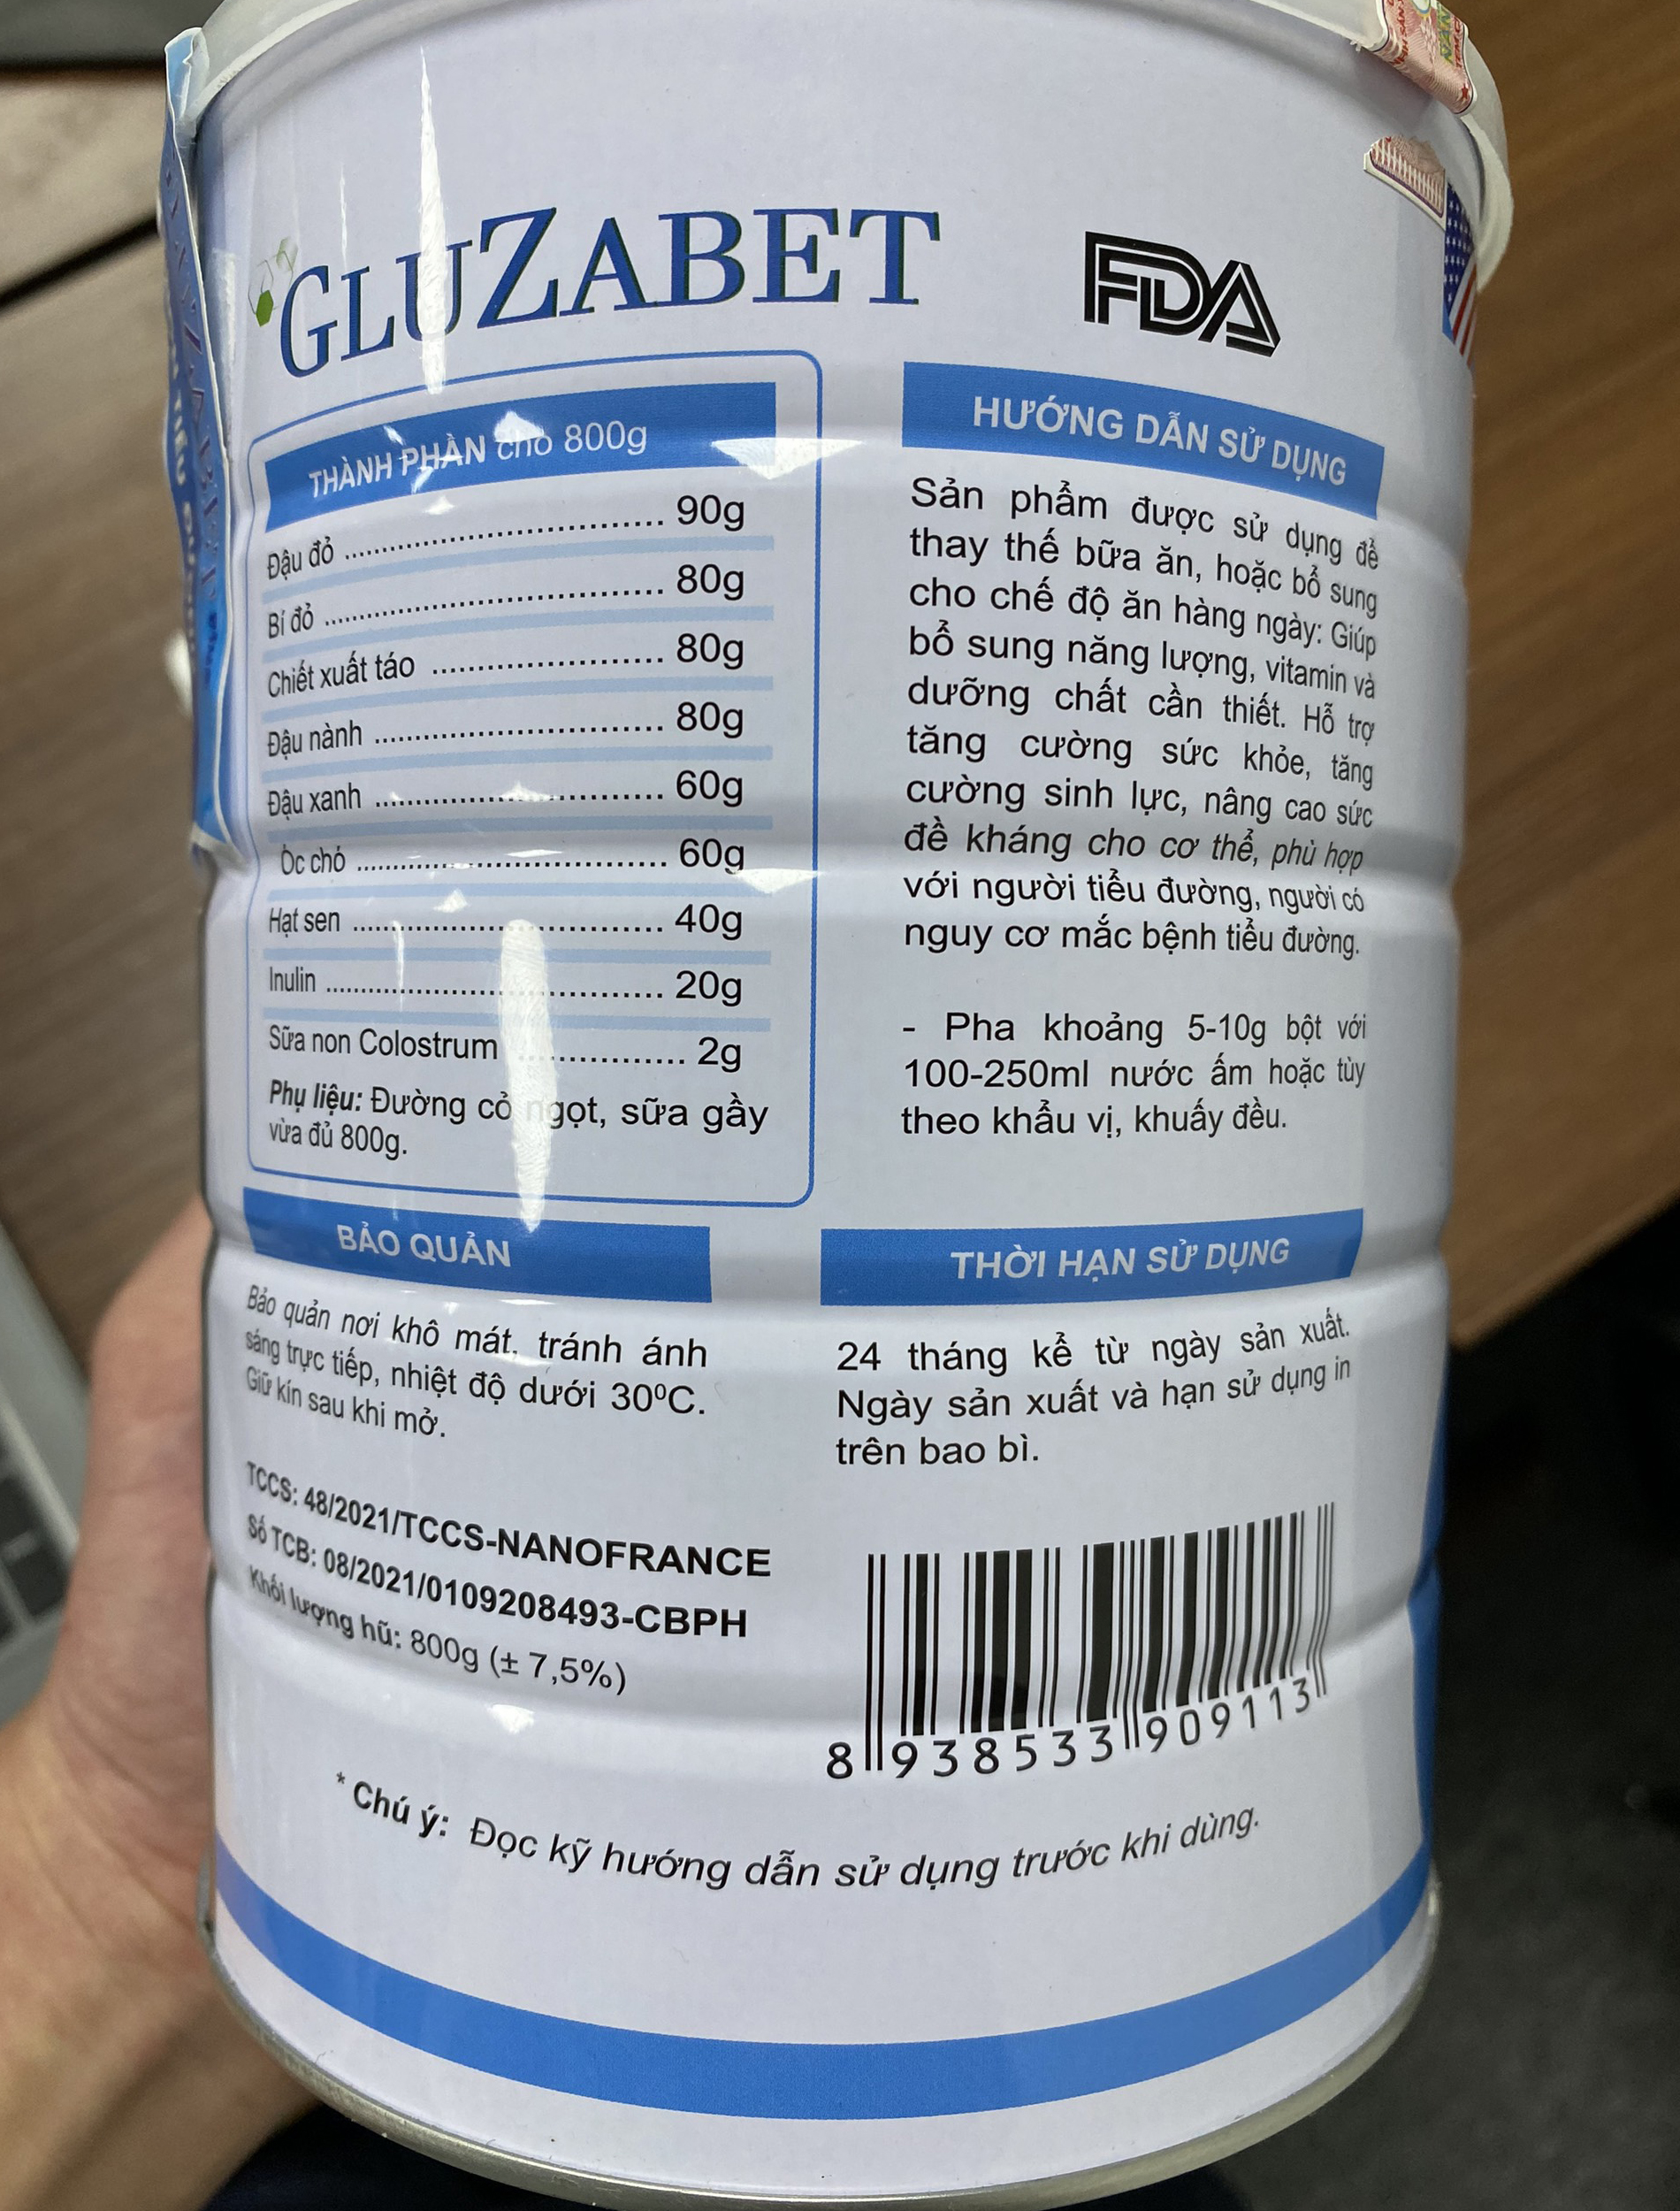 GLUZABET
FDA
THÀNH PHẦN cho 800g
Đậu đỏ ........................................ 90g
Bí đỏ ........................................ 80g
Chiết xuất táo ........................... 80g
Đậu nành .................................. 80g
Đậu xanh .................................. 60g
Óc chó ...................................... 60g
Hạt sen ..................................... 40g
Inulin ........................................ 20g
Sữa non Colostrum .................. 2g
Phụ liệu: Đường cỏ ngọt, sữa gầy
vừa đủ 800g.
HƯỚNG DẪN SỬ DỤNG
Sản phẩm được sử dụng để
thay thế bữa ăn, hoặc bổ sung
cho chế độ ăn hàng ngày: Giúp
bổ sung năng lượng, vitamin và
dưỡng chất cần thiết. Hỗ trợ
tăng cường sức khỏe, tăng
cường sinh lực, nâng cao sức
đề kháng cho cơ thể, phù hợp
với người tiểu đường, người có
nguy cơ mắc bệnh tiểu đường.
- Pha khoảng 5-10g bột với
100-250ml nước ấm hoặc tùy
theo khẩu vị, khuấy đều.
BẢO QUẢN
Bảo quản nơi khô mát, tránh ánh
sáng trực tiếp, nhiệt độ dưới 30⁰C.
Giữ kín sau khi mở.
THỜI HẠN SỬ DỤNG
24 tháng kể từ ngày sản xuất.
Ngày sản xuất và hạn sử dụng in
trên bao bì.
TCCS: 48/2021/TCCS-NANOFRANCE
Số TCB: 08/2021/0109208493-CBPH
Khối lượng hũ: 800g (± 7,5%)
8 938533 909113
* Chú ý: Đọc kỹ hướng dẫn sử dụng trước khi dùng.